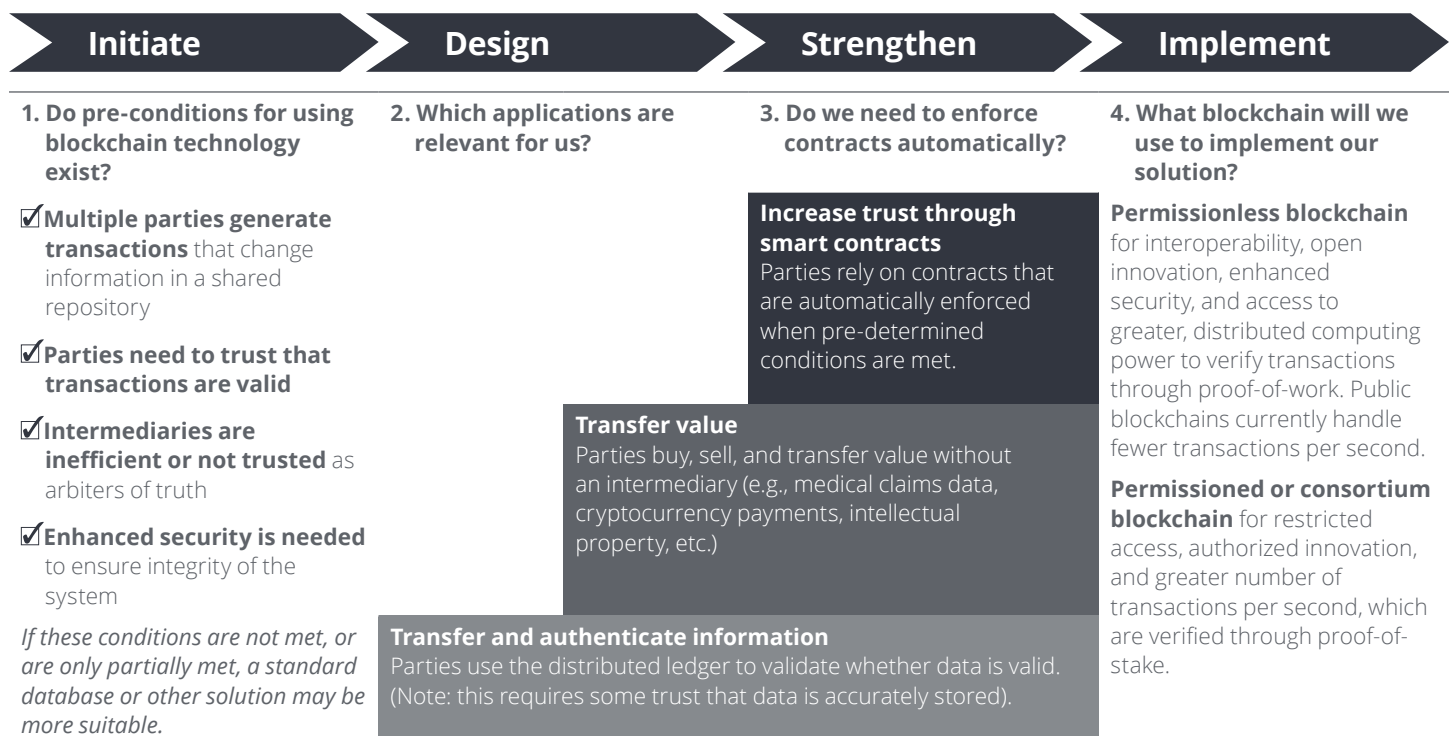 Initiate
Design
Strengthen
Implement
1. Do pre-conditions for using
blockchain technology
exist?
Multiple parties generate
transactions that change
information in a shared
repository
Parties need to trust that
transactions are valid
Intermediaries are
inefficient or not trusted as
arbiters of truth
Enhanced security is needed
to ensure integrity of the
system
If these conditions are not met, or
are only partially met, a standard
database or other solution may be
more suitable.
2. Which applications are
relevant for us?
3. Do we need to enforce
contracts automatically?
Increase trust through
smart contracts
Parties rely on contracts that
are automatically enforced
when pre-determined
conditions are met.
Transfer value
Parties buy, sell, and transfer value without
an intermediary (e.g., medical claims data,
cryptocurrency payments, intellectual
property, etc.)
Transfer and authenticate information
Parties use the distributed ledger to validate whether data is valid.
(Note: this requires some trust that data is accurately stored).
4. What blockchain will we
use to implement our
solution?
Permissionless blockchain
for interoperability, open
innovation, enhanced
security, and access to
greater, distributed computing
power to verify transactions
through proof-of-work. Public
blockchains currently handle
fewer transactions per second.
Permissioned or consortium
blockchain for restricted
access, authorized innovation,
and greater number of
transactions per second, which
are verified through proof-of-
stake.